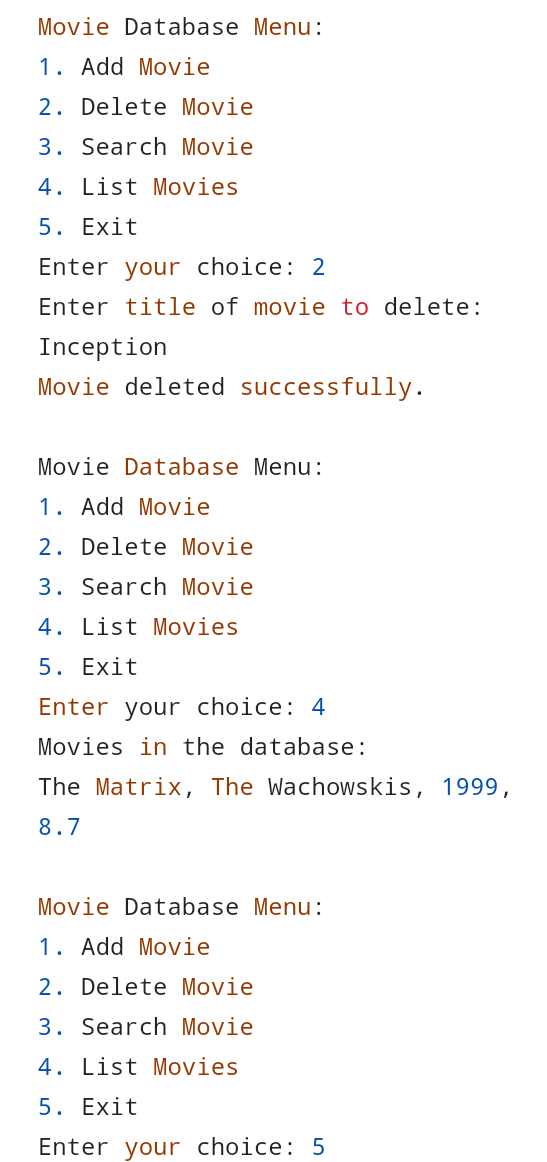 Movie Database Menu:
1. Add Movie
2. Delete Movie
3. Search Movie
4. List Movies
5. Exit
Enter your choice: 2
Enter title of movie to delete:
Inception
Movie deleted successfully.

Movie Database Menu:
1. Add Movie
2. Delete Movie
3. Search Movie
4. List Movies
5. Exit
Enter your choice: 4
Movies in the database:
The Matrix, The Wachowskis, 1999,
8.7

Movie Database Menu:
1. Add Movie
2. Delete Movie
3. Search Movie
4. List Movies
5. Exit
Enter your choice: 5